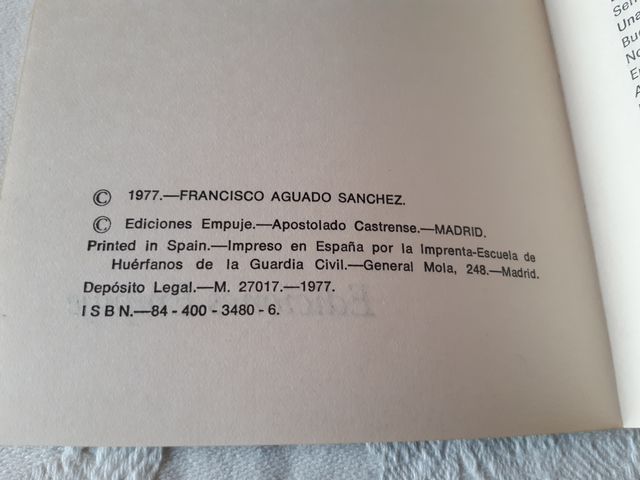 © 1977.—FRANCISCO AGUADO SANCHEZ.
© Ediciones Empuje.—Apostolado Castrense.—MADRID.
Printed in Spain.—Impreso en España por la Imprenta-Escuela de
Huérfanos de la Guardia Civil.—General Mola, 248.—Madrid.
Depósito Legal.—M. 27017.—1977.
I S B N.—84 - 400 - 3480 - 6.
Una